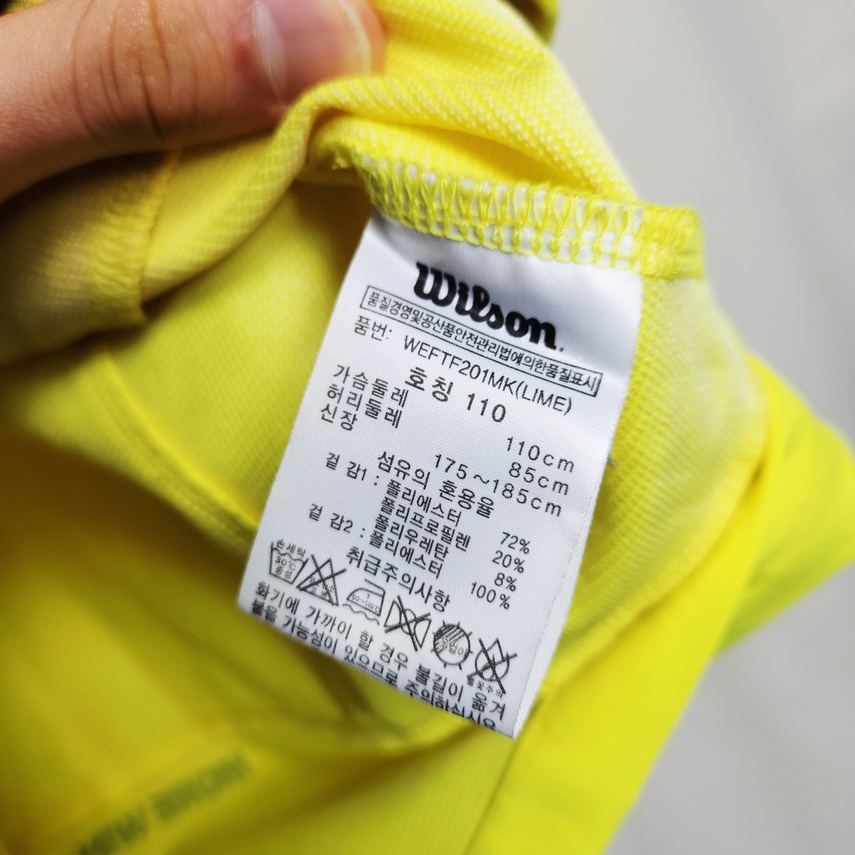 Wilson.
품질경영및공산품안전관리법에의한품질표시
품번: WEFTF201MK(LIME)
호칭 110
가슴둘레 110cm
허리둘레 85cm
신장 175~185cm
섬유의 혼용율
겉 감1 : 폴리에스터 72%
폴리프로필렌 20%
폴리우레탄 8%
겉 감2 : 폴리에스터 100%
취급주의사항
손세탁
30℃
중성
화기에 가까이 할 경우 불길이 옮겨
붙을 가능성이 있으므로 주의하십시오